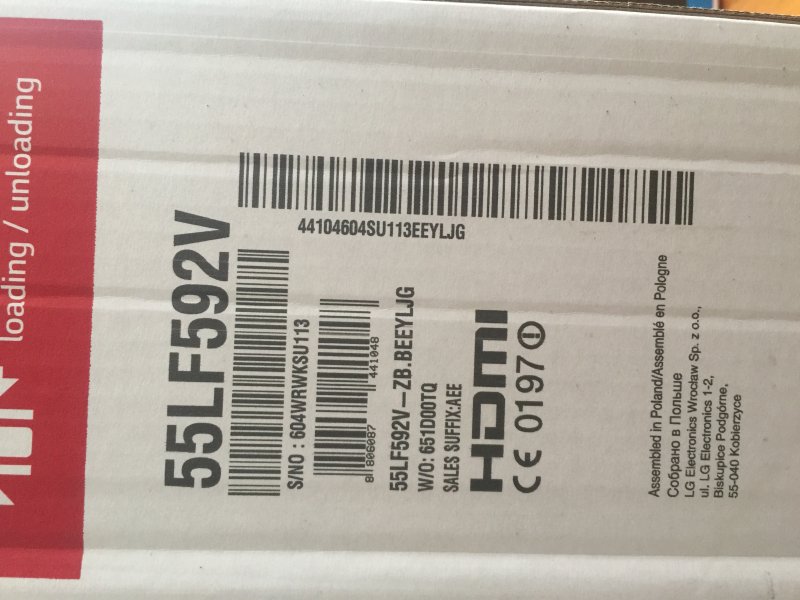 loading / unloading
55LF592V
44104604SU113EEYLJG
S/NO : 604WRWKSU113
8 806087 441048
55LF592V-ZB.BEEYLJG
W/O: 651D00TQ
SALES SUFFIX:AEE
HDMI
CE 0197
Assembled in Poland/Assemblé en Pologne
Собрано в Польше
LG Electronics Wrocław Sp. z o.o.,
ul. LG Electronics 1-2,
Biskupice Podgórne,
55-040 Kobierzyce